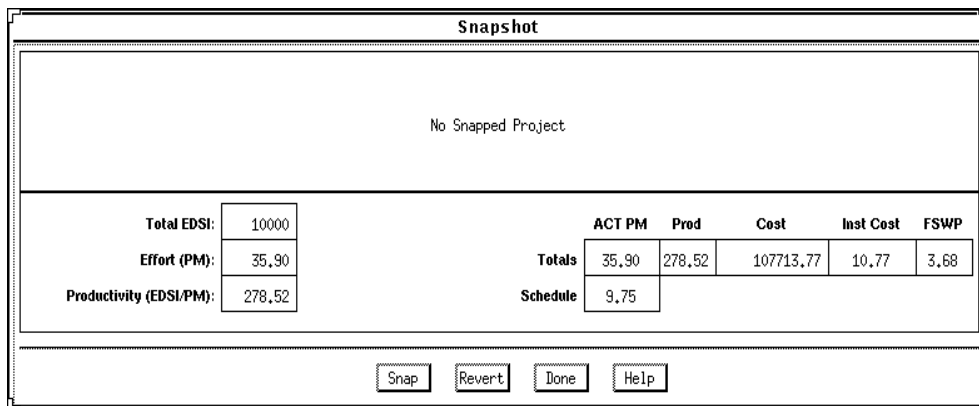 Snapshot
No Snapped Project
Total EDSI: 10000
ACT PM Prod Cost Inst Cost FSWP
Effort (PM): 35.90 Totals 35.90 278.52 107713.77 10.77 3.68
Productivity (EDSI/PM): 278.52 Schedule 9.75
Snap Revert Done Help